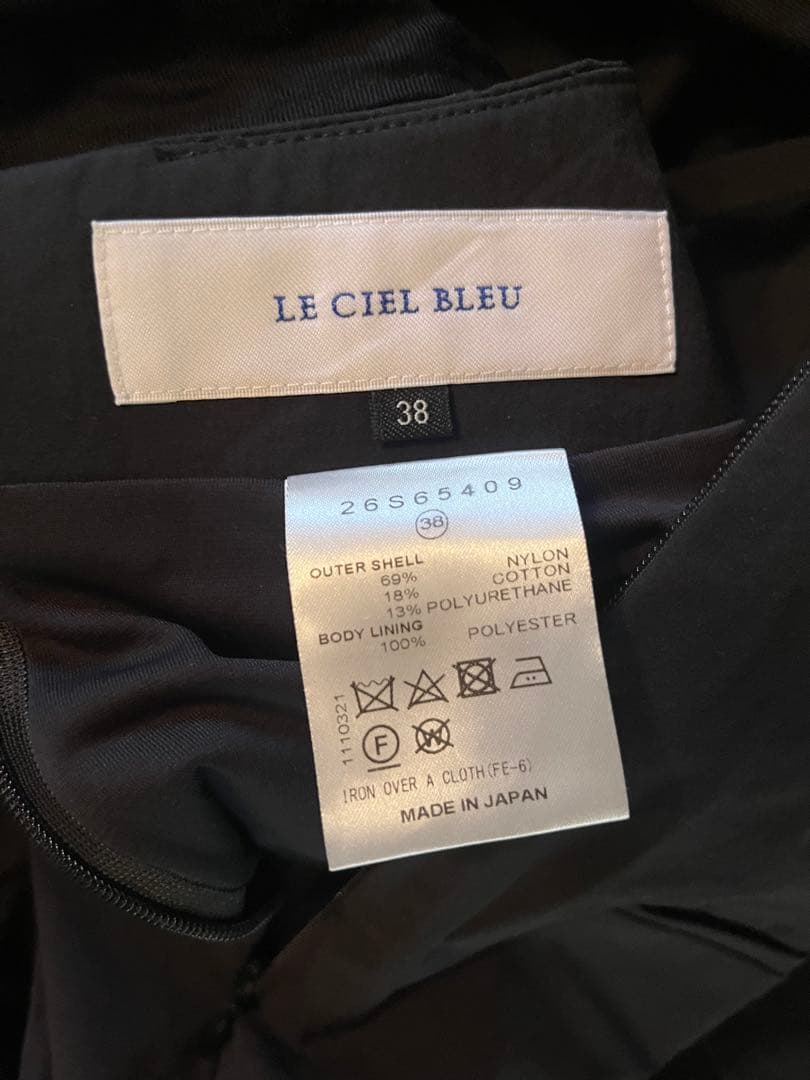 LE CIEL BLEU
38
26S65409
38
OUTER SHELL
69% NYLON
18% COTTON
13% POLYURETHANE
BODY LINING
100% POLYESTER
1110321
F W
IRON OVER A CLOTH(FE-6)
MADE IN JAPAN